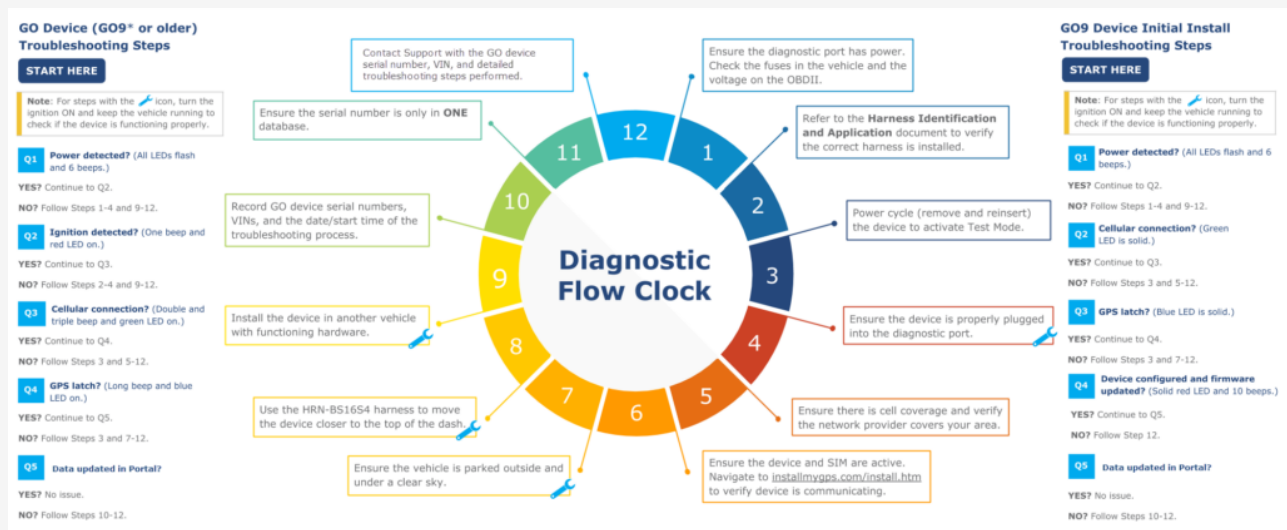 GO Device (GO9* or older)
Troubleshooting Steps
START HERE
Note: For steps with the icon, turn the
ignition ON and keep the vehicle running to
check if the device is functioning properly.
Q1 Power detected? (All LEDs flash
and 6 beeps.)
YES? Continue to Q2.
NO? Follow Steps 1-4 and 9-12.
Q2 Ignition detected? (One beep and
red LED on.)
YES? Continue to Q3.
NO? Follow Steps 2-4 and 9-12.
Q3 Cellular connection? (Double and
triple beep and green LED on.)
YES? Continue to Q4.
NO? Follow Steps 3 and 5-12.
Q4 GPS latch? (Long beep and blue
LED on.)
YES? Continue to Q5.
NO? Follow Steps 3 and 7-12.
Q5 Data updated in Portal?
YES? No issue.
NO? Follow Steps 10-12.
Diagnostic
Flow Clock
12
1
2
3
4
5
6
7
8
9
10
11
Ensure the diagnostic port has power.
Check the fuses in the vehicle and the
voltage on the OBDII.
Refer to the Harness Identification
and Application document to verify
the correct harness is installed.
Power cycle (remove and reinsert)
the device to activate Test Mode.
Ensure the device is properly plugged
into the diagnostic port.
Ensure there is cell coverage and verify
the network provider covers your area.
Ensure the device and SIM are active.
Navigate to installmygps.com/install.htm
to verify device is communicating.
Ensure the vehicle is parked outside and
under a clear sky.
Use the HRN-BS16S4 harness to move
the device closer to the top of the dash.
Install the device in another vehicle
with functioning hardware.
Record GO device serial numbers,
VINs, and the date/start time of the
troubleshooting process.
Ensure the serial number is only in ONE
database.
Contact Support with the GO device
serial number, VIN, and detailed
troubleshooting steps performed.
GO9 Device Initial Install
Troubleshooting Steps
START HERE
Note: For steps with the icon, turn the
ignition ON and keep the vehicle running to
check if the device is functioning properly.
Q1 Power detected? (All LEDs flash and 6
beeps.)
YES? Continue to Q2.
NO? Follow Steps 1-4 and 9-12.
Q2 Cellular connection? (Green
LED is solid.)
YES? Continue to Q3.
NO? Follow Steps 3 and 5-12.
Q3 GPS latch? (Blue LED is solid.)
YES? Continue to Q4.
NO? Follow Steps 3 and 7-12.
Q4 Device configured and firmware
updated? (Solid red LED and 10 beeps.)
YES? Continue to Q5.
NO? Follow Step 12.
Q5 Data updated in Portal?
YES? No issue.
NO? Follow Steps 10-12.